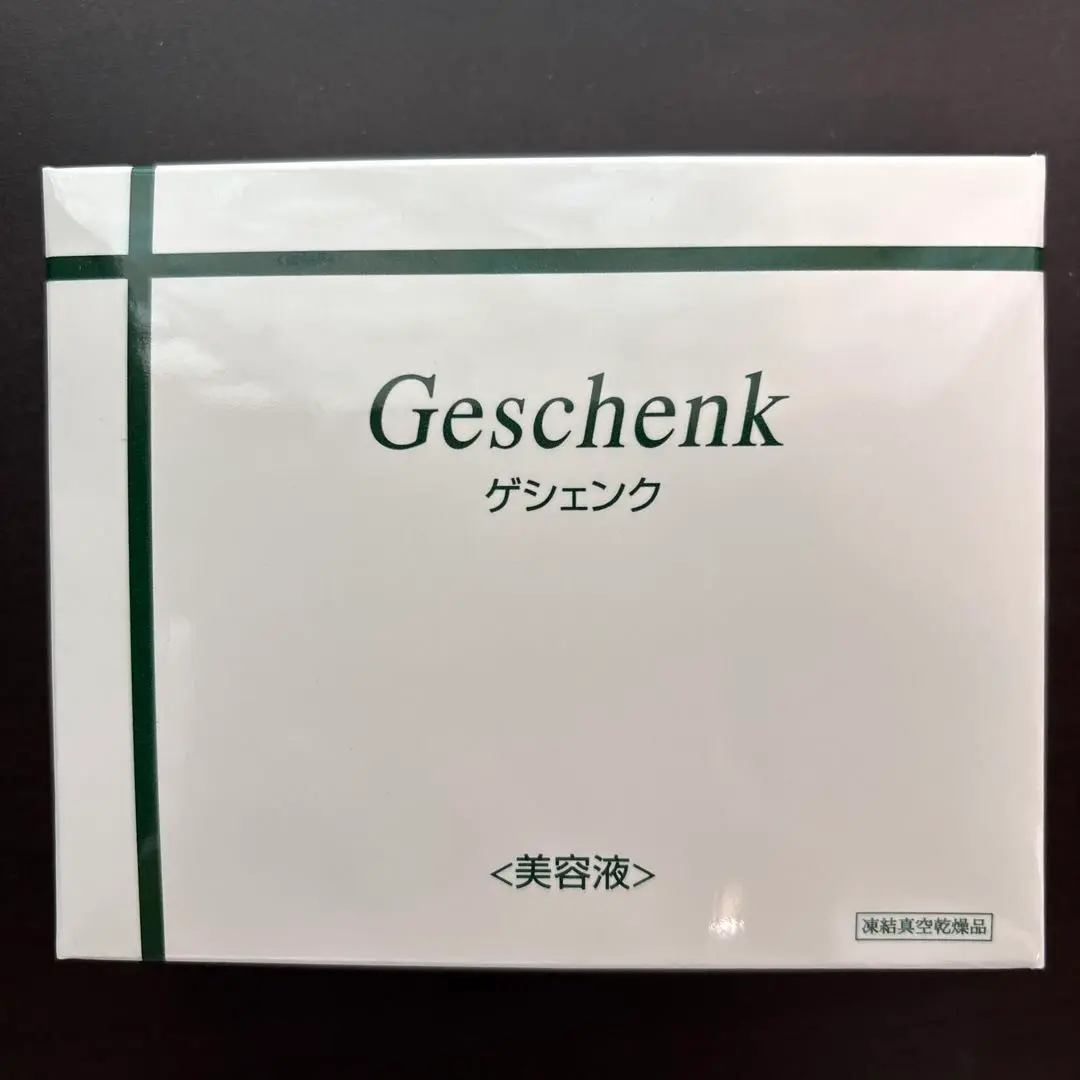 Geschenk
ゲシェンク
<美容液>
凍結真空乾燥品